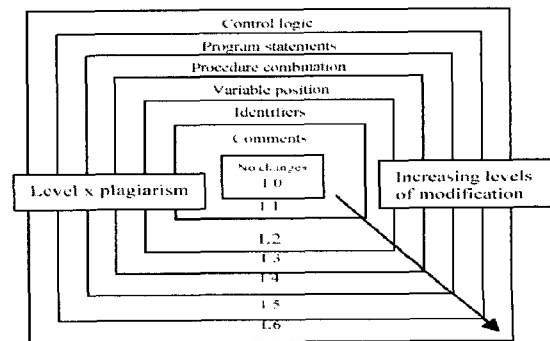 Control logic
Program statements
Procedure combination
Variable position
Identifiers
Comments
No changes
L0
Level x plagiarism
Increasing levels
of modification
L1
L2
L3
L4
L5
L6